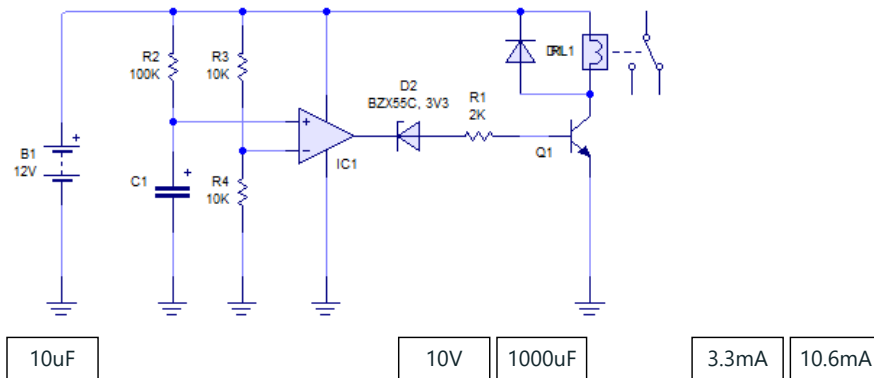 R2
100K
R3
10K
D2
BZX55C, 3V3
R1
2K
B1
12V
C1
R4
10K
IC1
Q1
+
+
+
−
10uF
10V
1000uF
3.3mA
10.6mA